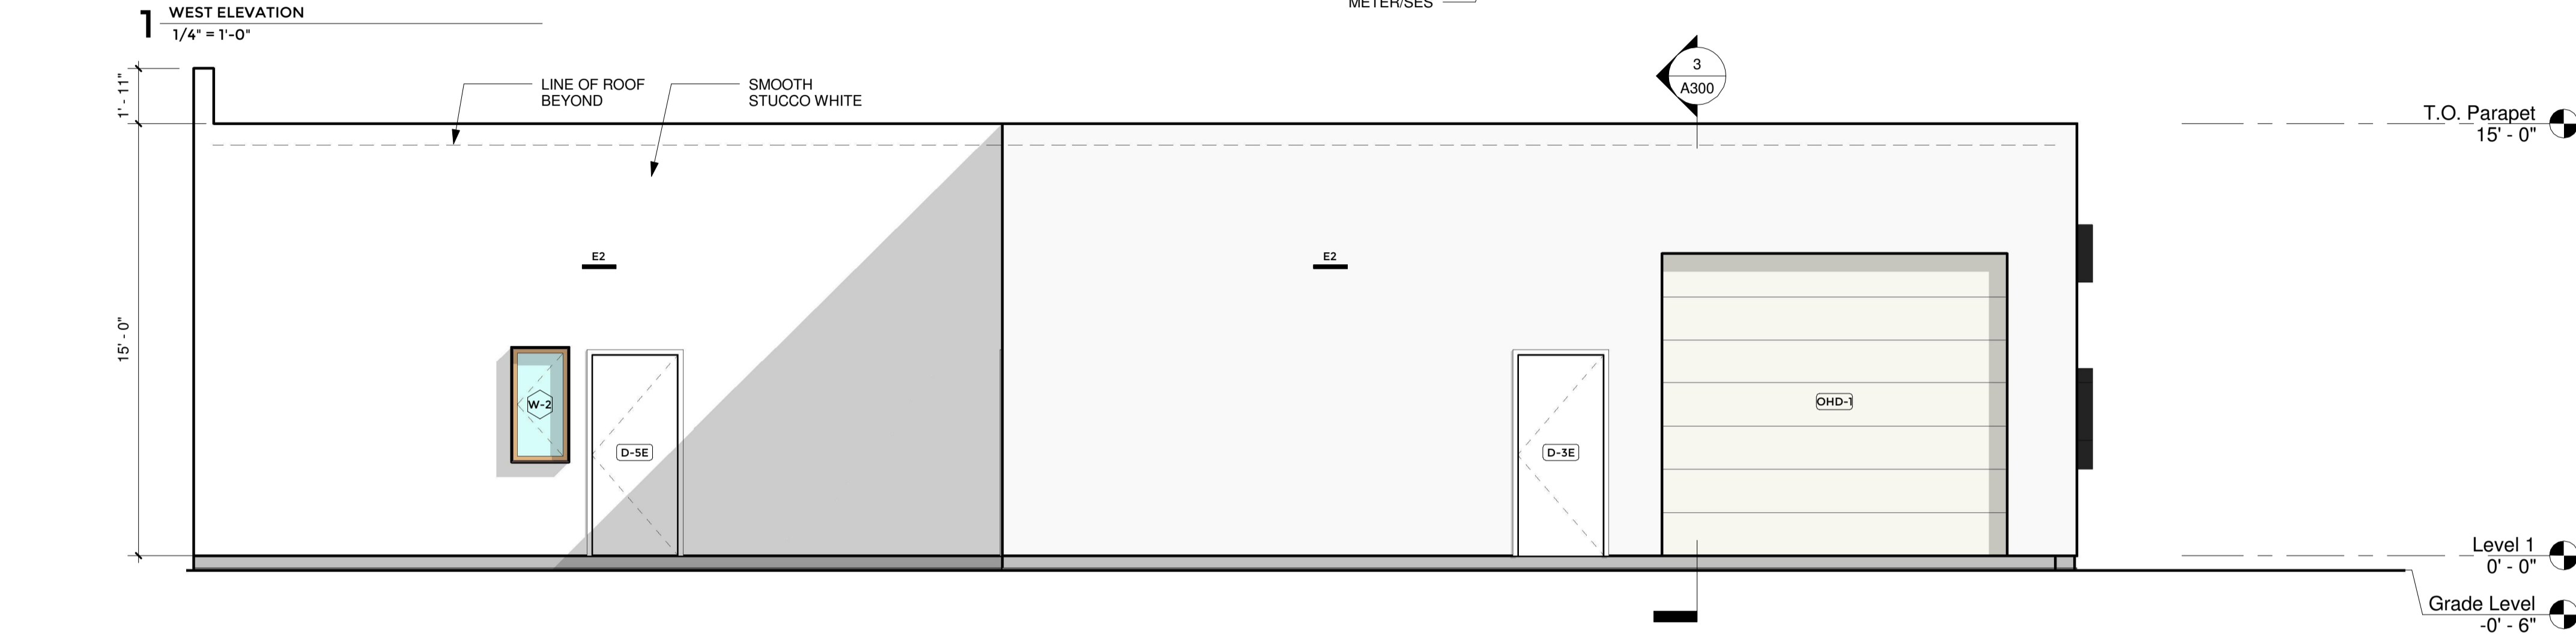 METER/SES
1
WEST ELEVATION
1/4" = 1'-0"
1' - 11"
LINE OF ROOF
BEYOND
SMOOTH
STUCCO WHITE
3
A300
T.O. Parapet
15' - 0"
E2
E2
15' - 0"
W-2
D-5E
D-3E
OHD-1
Level 1
0' - 0"
Grade Level
-0' - 6"